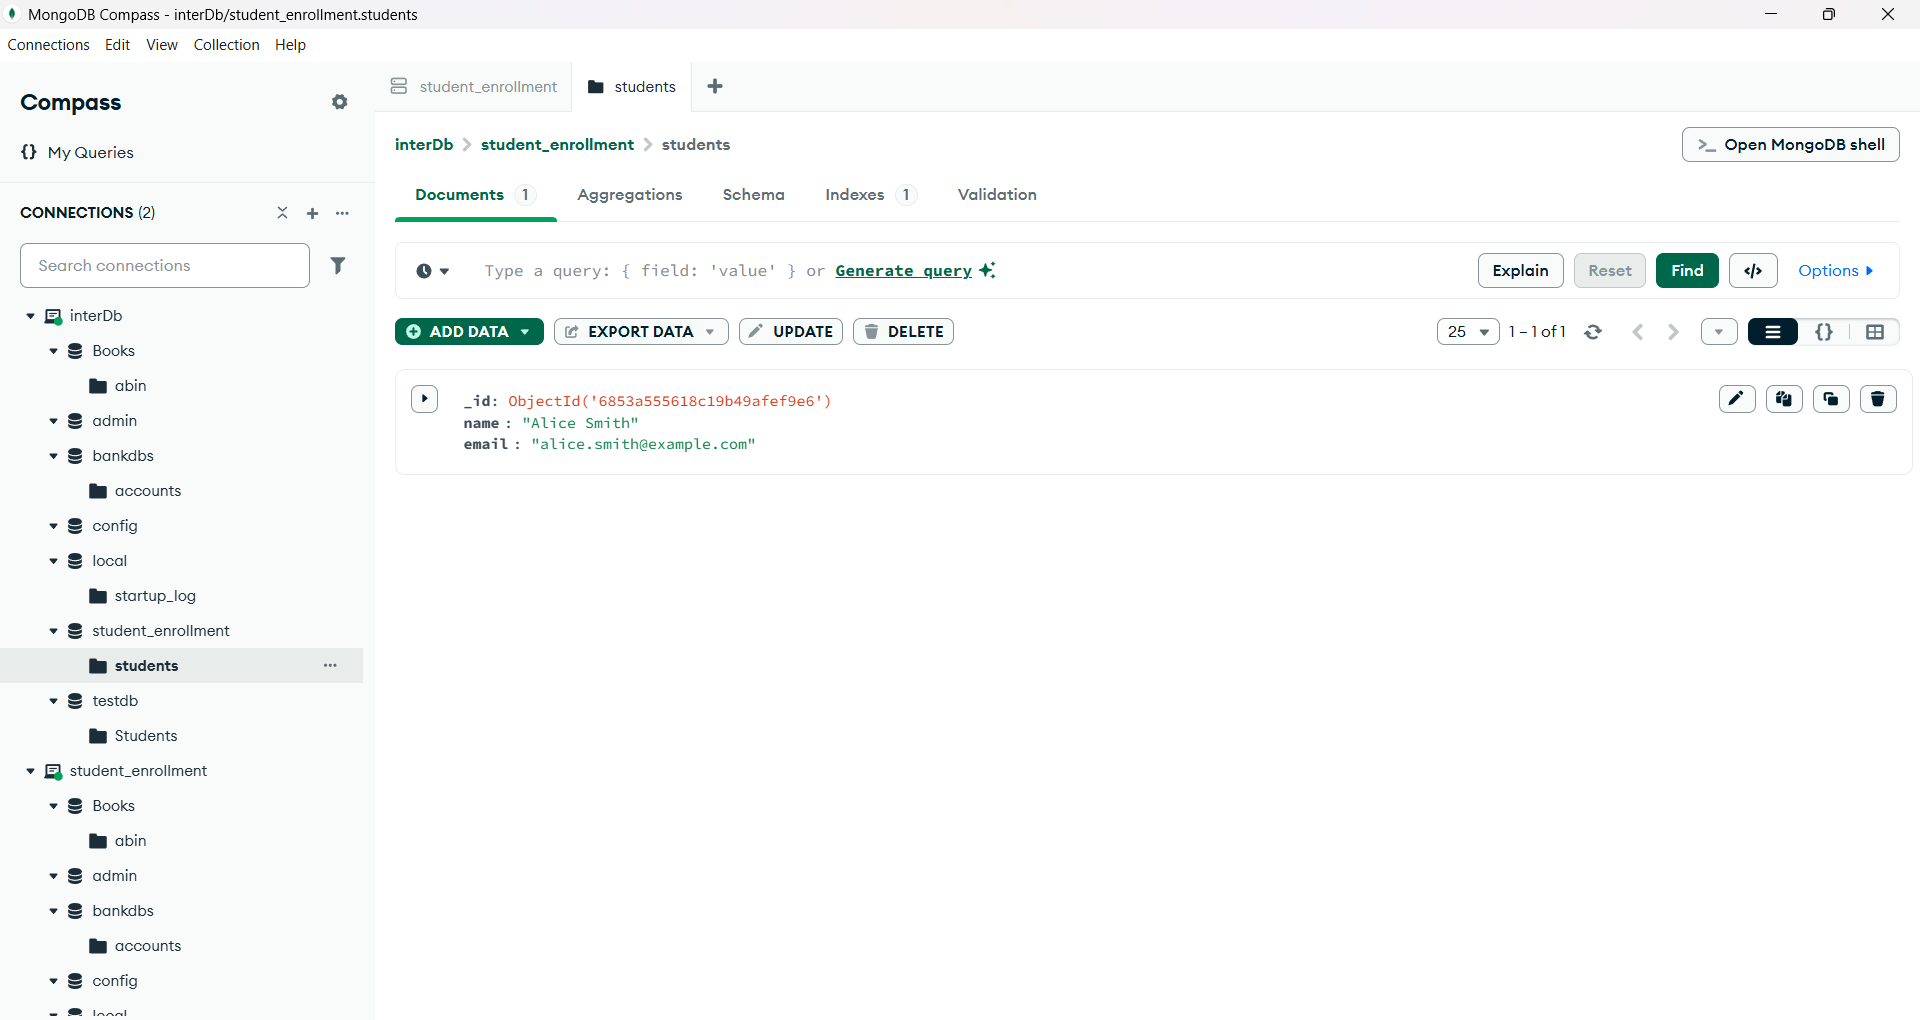 MongoDB Compass - interDb/student_enrollment.students
Connections Edit View Collection Help
Compass
{} My Queries
CONNECTIONS (2)
Search connections
interDb
Books
abin
admin
bankdbs
accounts
config
local
startup_log
student_enrollment
students
testdb
Students
student_enrollment
Books
abin
admin
bankdbs
accounts
config
local
student_enrollment students
interDb > student_enrollment > students
>_ Open MongoDB shell
Documents 1 Aggregations Schema Indexes 1 Validation
Type a query: { field: 'value' } or Generate query
Explain Reset Find </> Options
ADD DATA EXPORT DATA UPDATE DELETE
25 1 – 1 of 1 {}
_id: ObjectId('6853a555618c19b49afef9e6')
name : "Alice Smith"
email : "alice.smith@example.com"